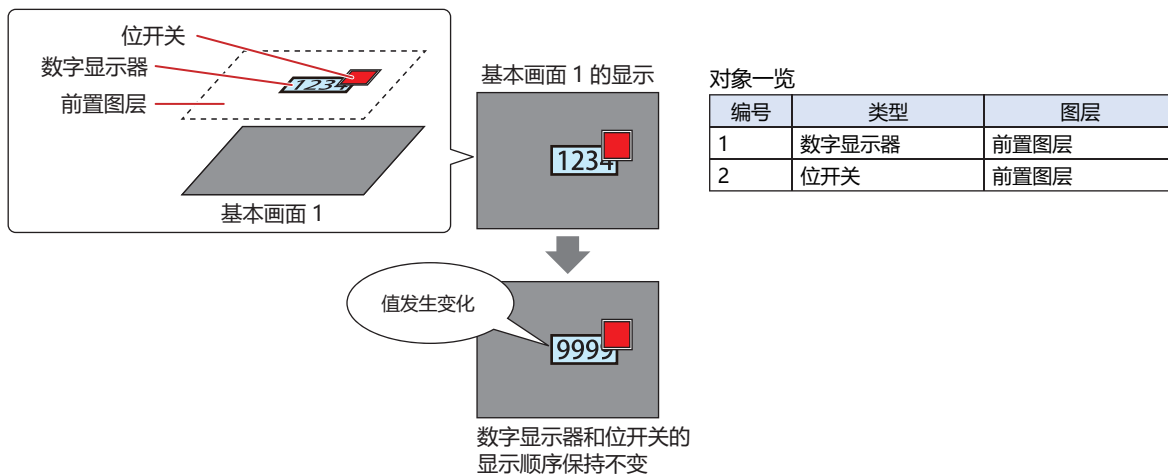 位开关
数字显示器
前置图层
1234
基本画面 1
基本画面 1 的显示
1234
值发生变化
9999
数字显示器和位开关的
显示顺序保持不变
对象一览
编号 类型 图层
1 数字显示器 前置图层
2 位开关 前置图层